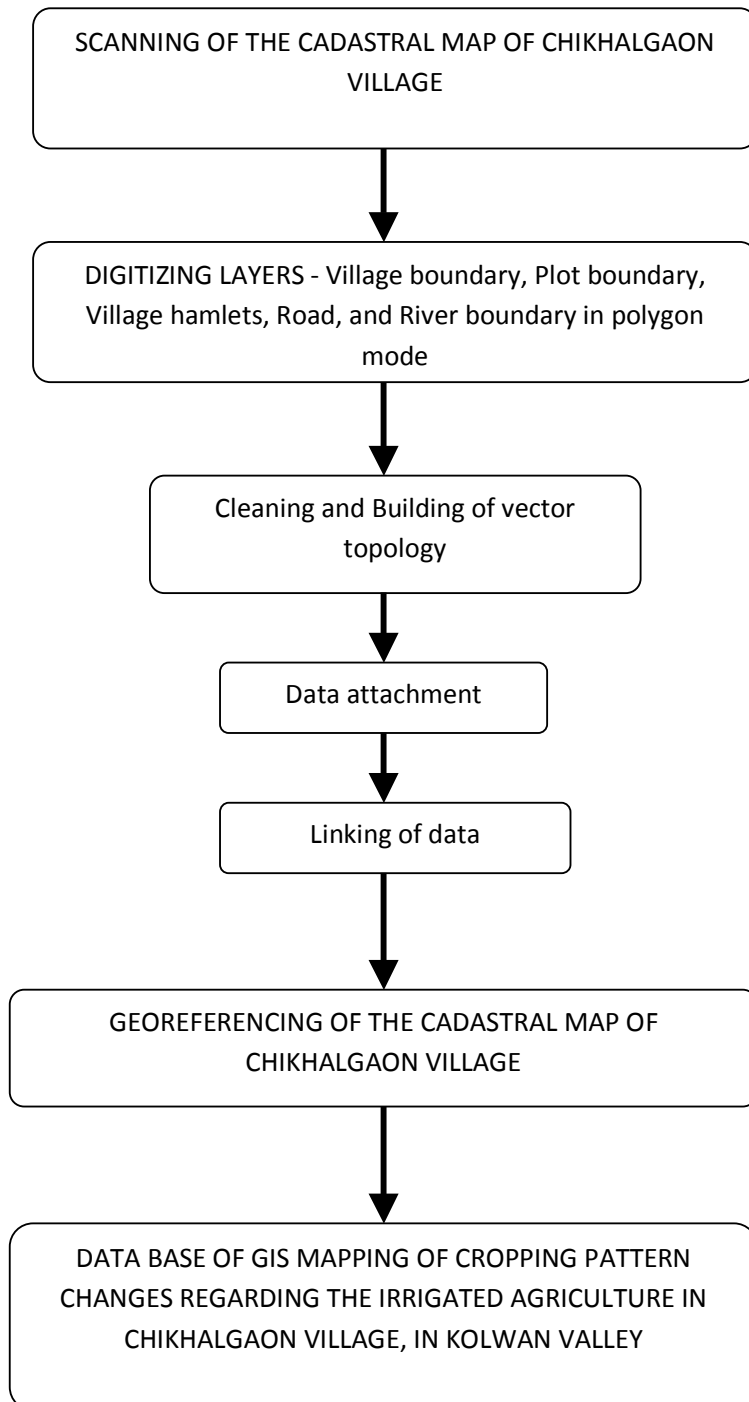 SCANNING OF THE CADASTRAL MAP OF CHIKHALGAON
VILLAGE
DIGITIZING LAYERS - Village boundary, Plot boundary,
Village hamlets, Road, and River boundary in polygon
mode
Cleaning and Building of vector
topology
Data attachment
Linking of data
GEOREFERENCING OF THE CADASTRAL MAP OF
CHIKHALGAON VILLAGE
DATA BASE OF GIS MAPPING OF CROPPING PATTERN
CHANGES REGARDING THE IRRIGATED AGRICULTURE IN
CHIKHALGAON VILLAGE, IN KOLWAN VALLEY